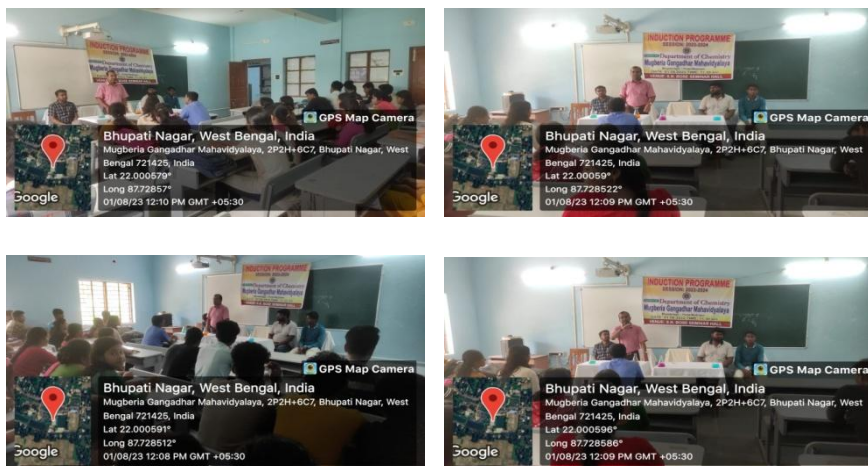 INDUCTION PROGRAMME
Department of Chemistry
Mugberia Gangadhar Mahavidyalaya
GPS Map Camera
Bhupati Nagar, West Bengal, India
Mugberia Gangadhar Mahavidyalaya, 2P2H+6C7, Bhupati Nagar, West
Bengal 721425, India
Lat 22.000579°
Long 87.72857°
01/08/23 12:10 PM GMT +05:30
Google
INDUCTION PROGRAMME
SESSION: 2023-2024
Department of Chemistry
Mugberia Gangadhar Mahavidyalaya
GPS Map Camera
Bhupati Nagar, West Bengal, India
Mugberia Gangadhar Mahavidyalaya, 2P2H+6C7, Bhupati Nagar, West
Bengal 721425, India
Lat 22.00059°
Long 87.728522°
01/08/23 12:09 PM GMT +05:30
Google
INDUCTION PROGRAMME
Department of Chemistry
Mugberia Gangadhar Mahavidyalaya
GPS Map Camera
Bhupati Nagar, West Bengal, India
Mugberia Gangadhar Mahavidyalaya, 2P2H+6C7, Bhupati Nagar, West
Bengal 721425, India
Lat 22.000591°
Long 87.728512°
01/08/23 12:08 PM GMT +05:30
Google
INDUCTION PROGRAMME
SESSION: 2023-2024
Department of Chemistry
Mugberia Gangadhar Mahavidyalaya
GPS Map Camera
Bhupati Nagar, West Bengal, India
Mugberia Gangadhar Mahavidyalaya, 2P2H+6C7, Bhupati Nagar, West
Bengal 721425, India
Lat 22.000596°
Long 87.728586°
01/08/23 12:09 PM GMT +05:30
Google